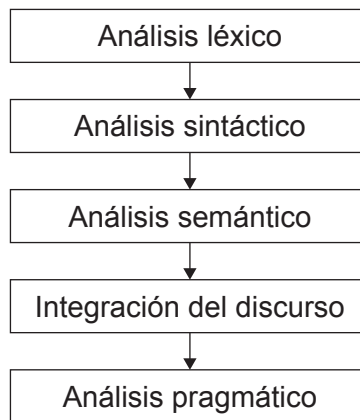 Análisis léxico
Análisis sintáctico
Análisis semántico
Integración del discurso
Análisis pragmático